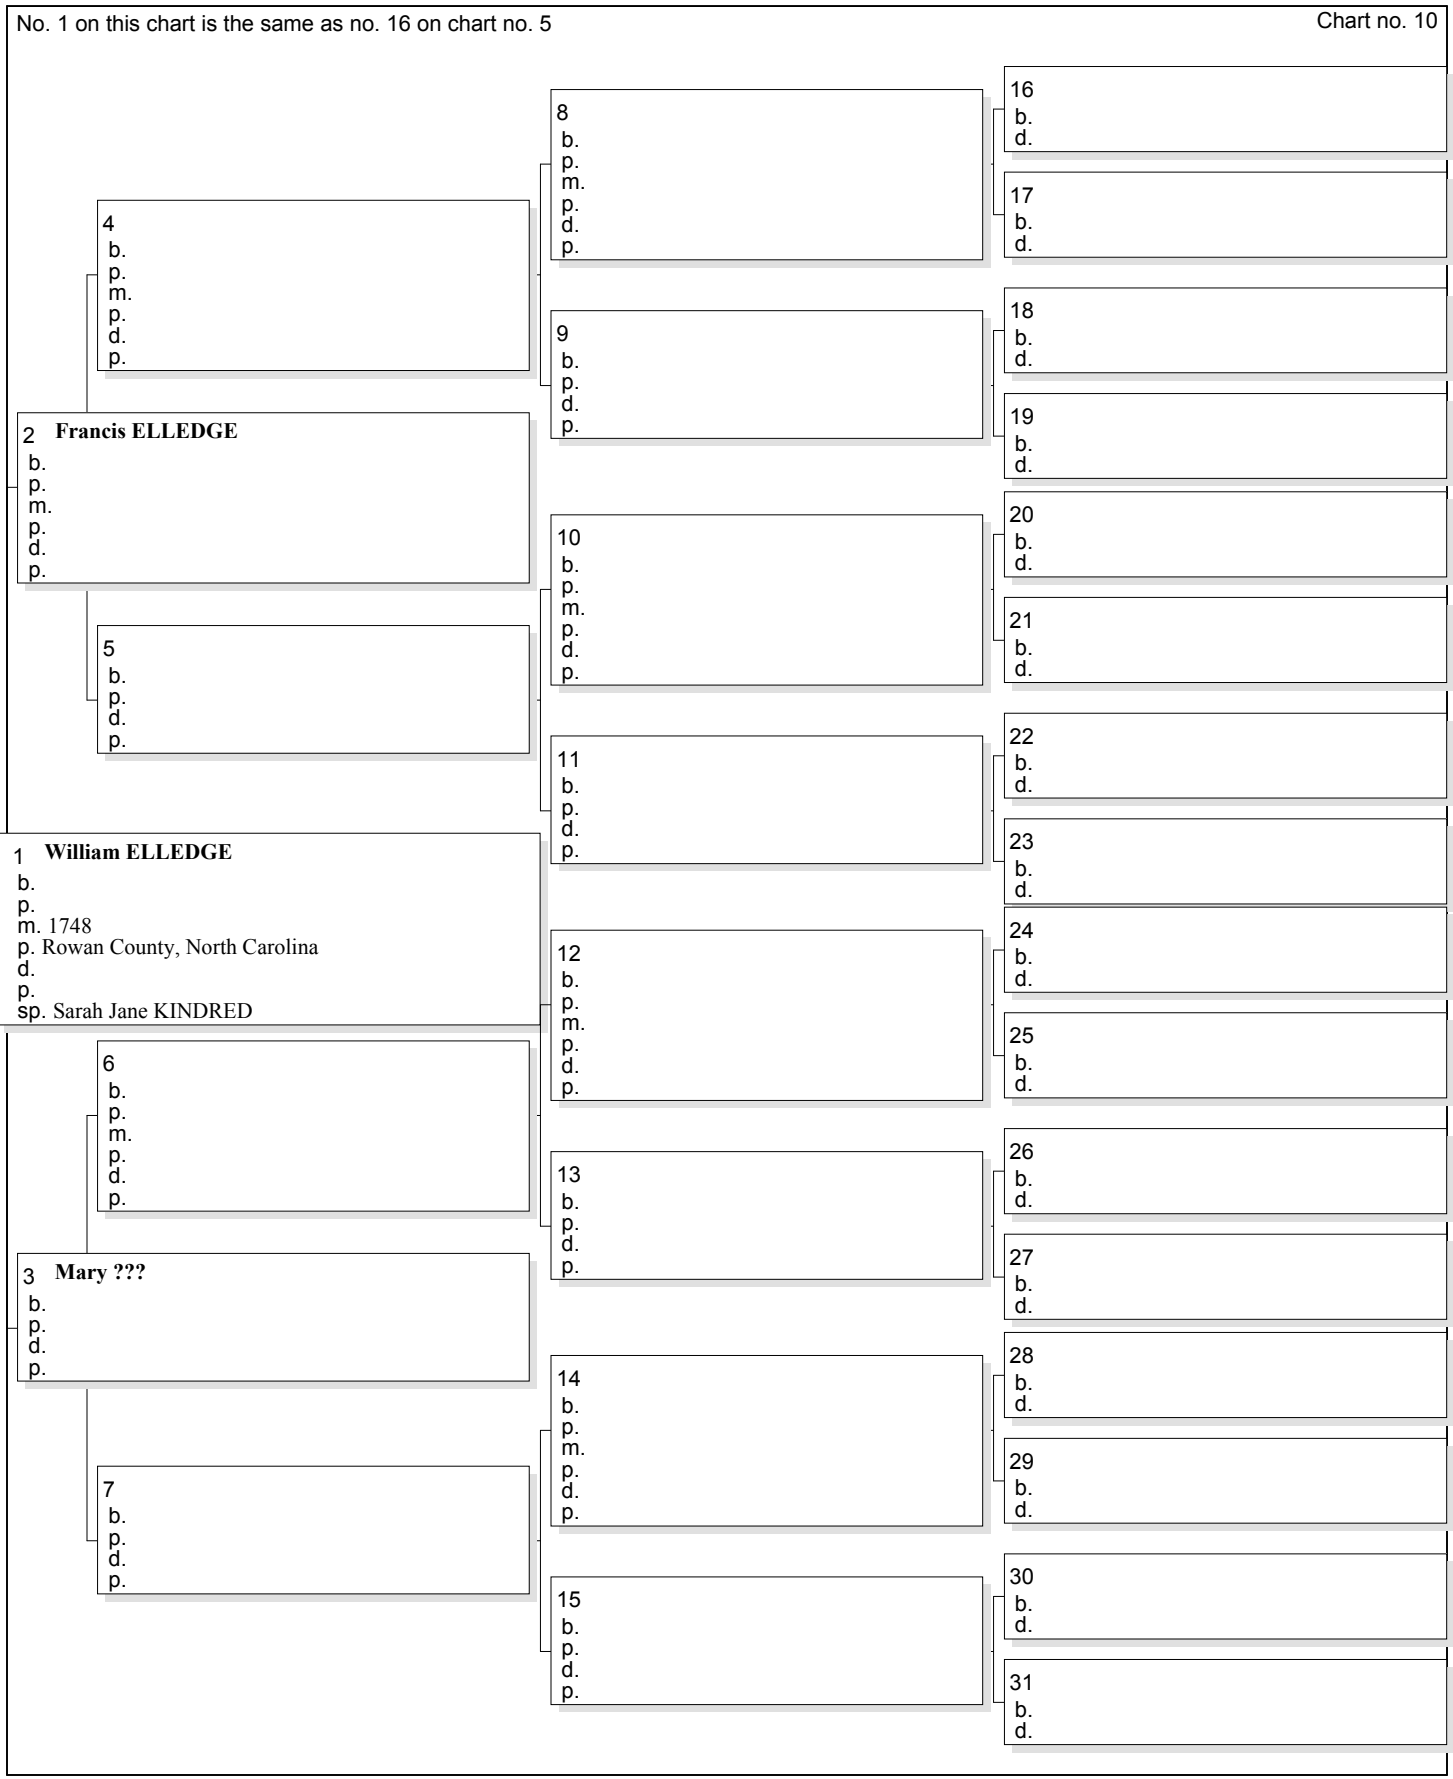 No. 1 on this chart is the same as no. 16 on chart no. 5
Chart no. 10
16
b.
d.
8
b.
p.
m.
p.
d.
p.
17
b.
d.
4
b.
p.
m.
p.
d.
p.
18
b.
d.
9
b.
p.
d.
p.
19
b.
d.
2 Francis ELLEDGE
b.
p.
m.
p.
d.
p.
20
b.
d.
10
b.
p.
m.
p.
d.
p.
21
b.
d.
5
b.
p.
d.
p.
22
b.
d.
11
b.
p.
d.
p.
23
b.
d.
1 William ELLEDGE
b.
p.
m. 1748
p. Rowan County, North Carolina
d.
p.
sp. Sarah Jane KINDRED
24
b.
d.
12
b.
p.
m.
p.
d.
p.
25
b.
d.
6
b.
p.
m.
p.
d.
p.
26
b.
d.
13
b.
p.
d.
p.
27
b.
d.
3 Mary ???
b.
p.
d.
p.
28
b.
d.
14
b.
p.
m.
p.
d.
p.
29
b.
d.
7
b.
p.
d.
p.
30
b.
d.
15
b.
p.
d.
p.
31
b.
d.